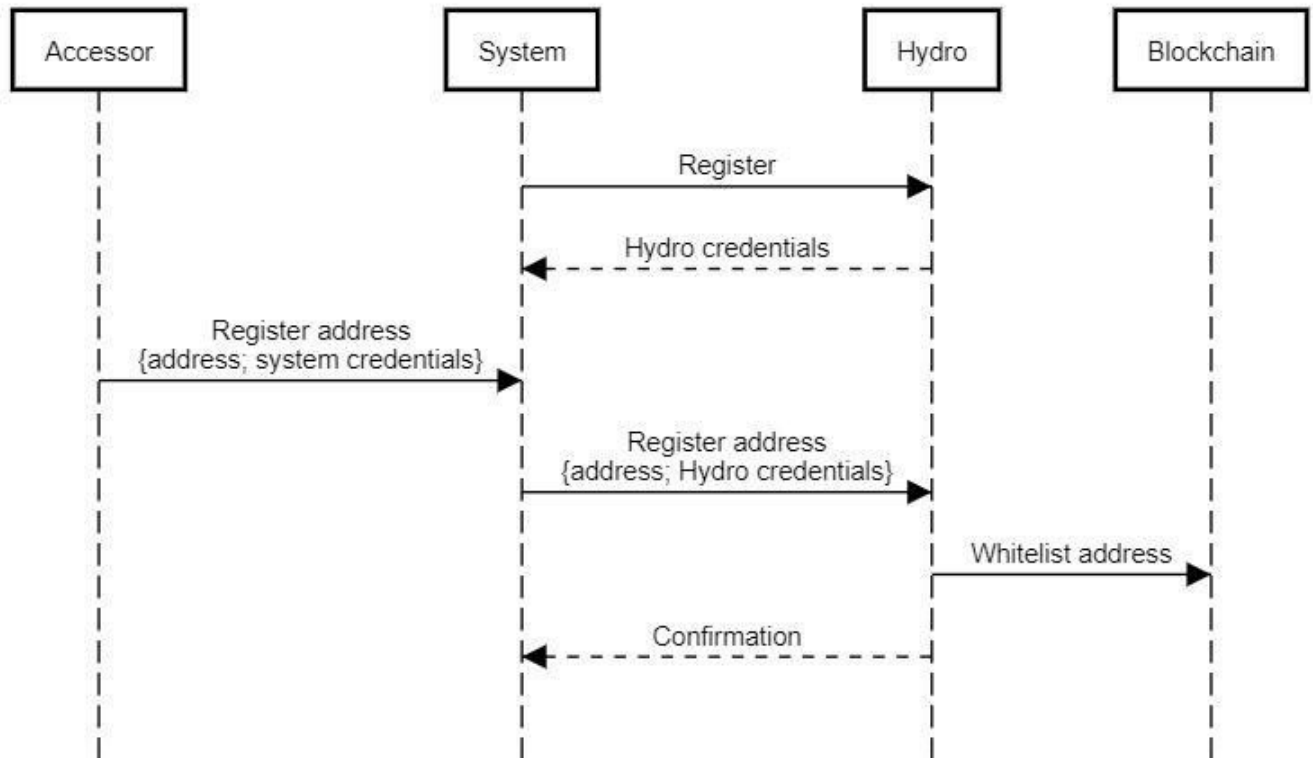 Accessor
System
Hydro
Blockchain
Register
Hydro credentials
Register address
{address; system credentials}
Register address
{address; Hydro credentials}
Whitelist address
Confirmation